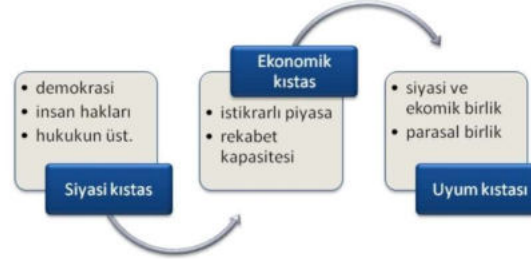 • demokrasi
• insan hakları
• hukukun üst.
Siyasi kıstas
Ekonomik
kıstas
• istikrarlı piyasa
• rekabet
kapasitesi
• siyasi ve
ekomik birlik
• parasal birlik
Uyum kıstası